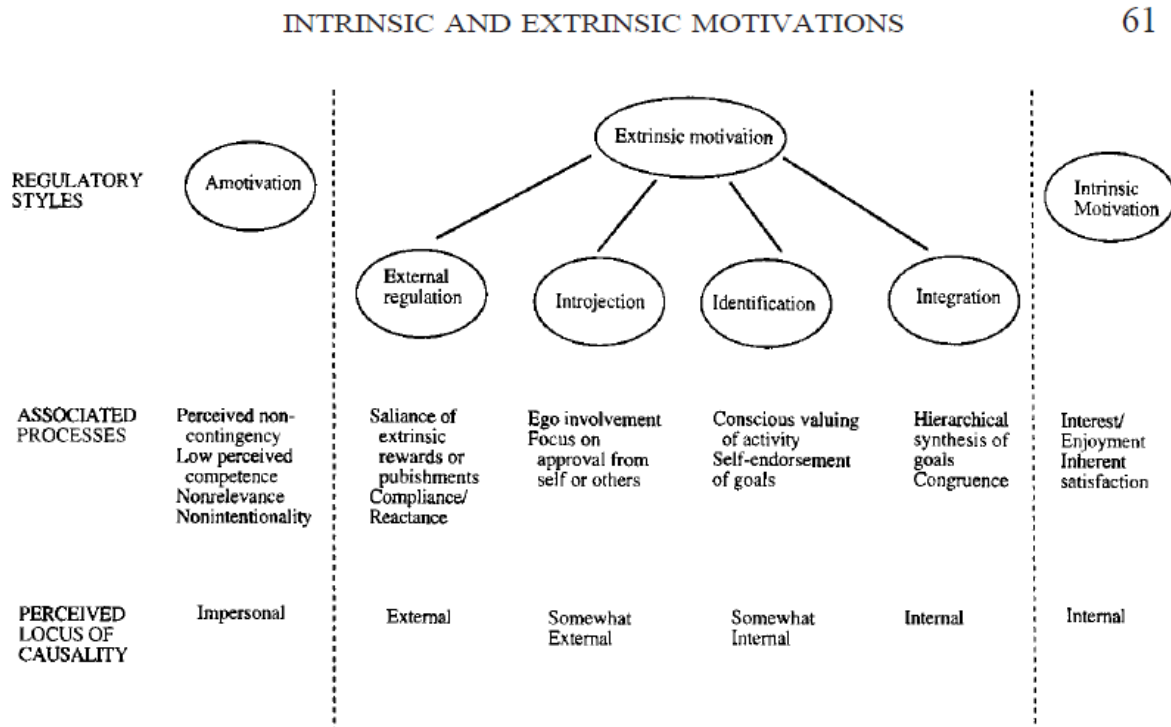 INTRINSIC AND EXTRINSIC MOTIVATIONS 61
REGULATORY
STYLES
Amotivation
Extrinsic motivation
Intrinsic
Motivation
External
regulation
Introjection
Identification
Integration
ASSOCIATED
PROCESSES
Perceived non-
contingency
Low perceived
competence
Nonrelevance
Nonintentionality
Saliance of
extrinsic
rewards or
pubishments
Compliance/
Reactance
Ego involvement
Focus on
approval from
self or others
Conscious valuing
of activity
Self-endorsement
of goals
Hierarchical
synthesis of
goals
Congruence
Interest/
Enjoyment
Inherent
satisfaction
PERCEIVED
LOCUS OF
CAUSALITY
Impersonal
External
Somewhat
External
Somewhat
Internal
Internal
Internal